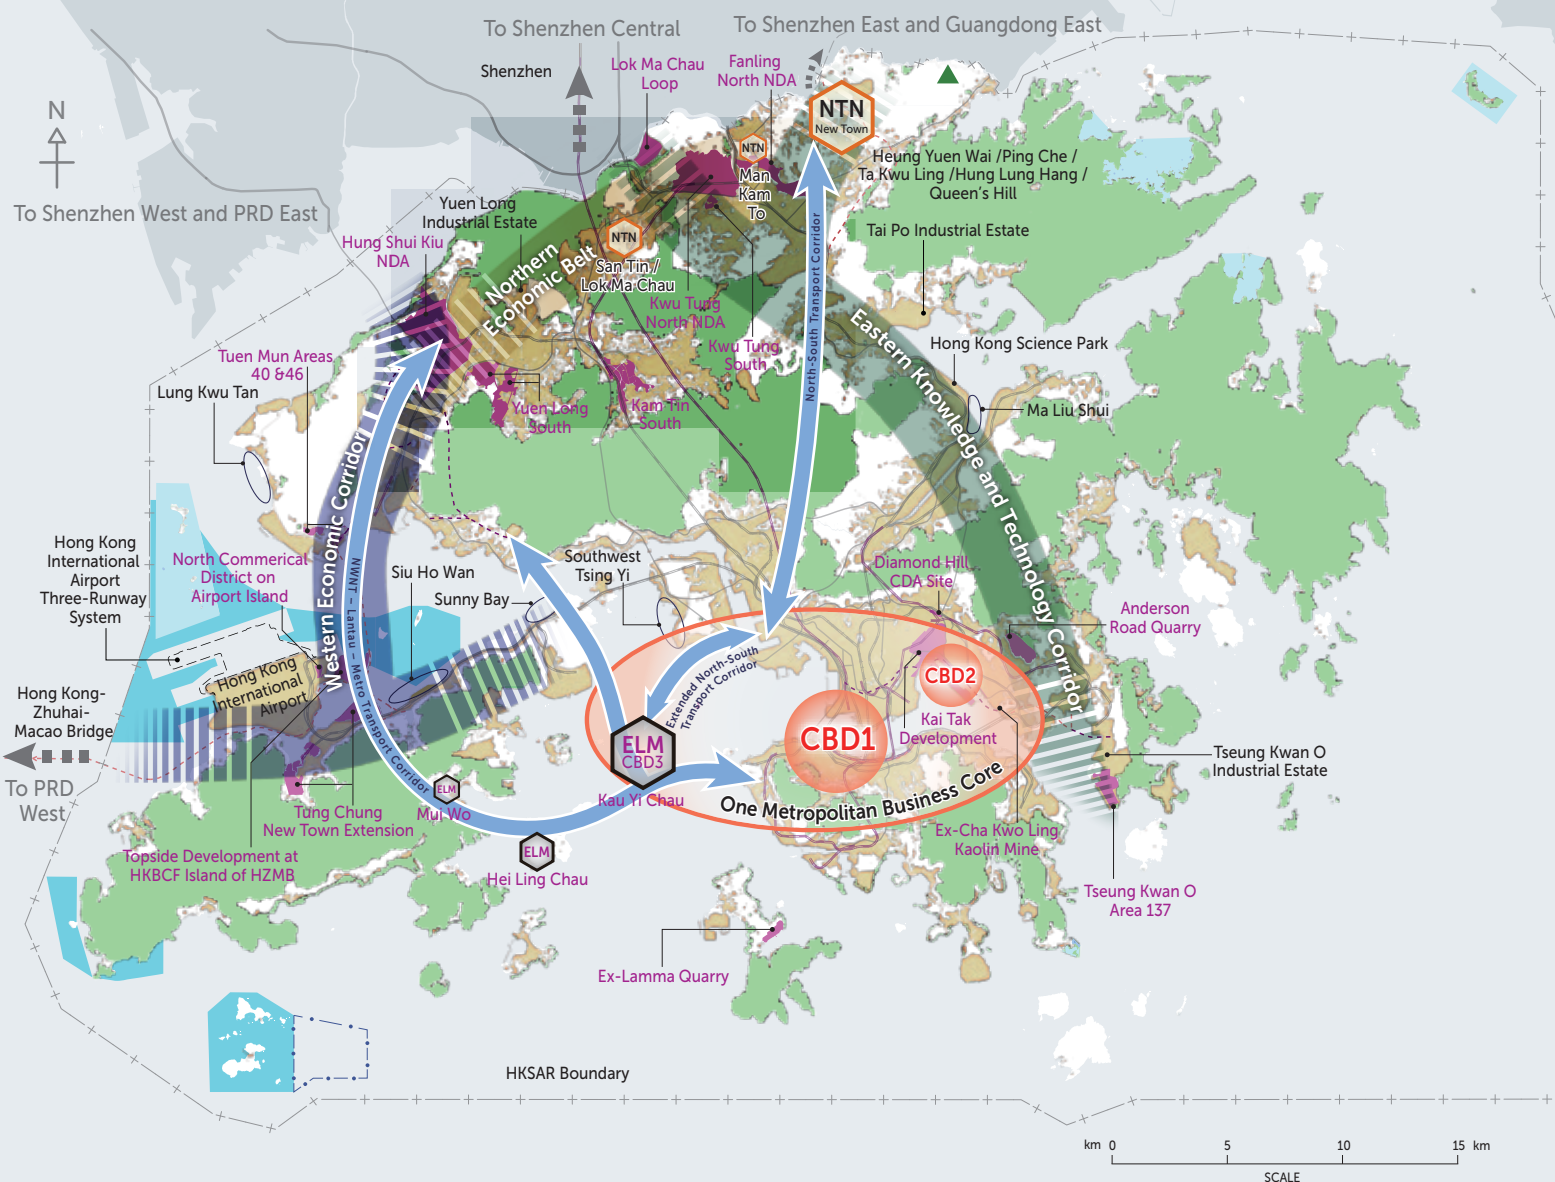 To Shenzhen Central
To Shenzhen East and Guangdong East
Shenzhen
Lok Ma Chau
Loop
Fanling
North NDA
NTN
New Town
N
NTN
Man
Kam
To
Heung Yuen Wai /Ping Che /
Ta Kwu Ling /Hung Lung Hang /
Queen's Hill
To Shenzhen West and PRD East
Yuen Long
Industrial Estate
Tai Po Industrial Estate
Hung Shui Kiu
NDA
NTN
San Tin /
Lok Ma Chau
Northern
Economic Belt
Kwu Tung
North NDA
Kwu Tung
South
North-South Transport Corridor
Eastern Knowledge and Technology Corridor
Hong Kong Science Park
Tuen Mun Areas
40 &46
Lung Kwu Tan
Yuen Long
South
Kam Tin
South
Ma Liu Shui
Western Economic Corridor
NWNT – Lantau – Metro Transport Corridor
Hong Kong
International
Airport
Three-Runway
System
North Commerical
District on
Airport Island
Siu Ho Wan
Sunny Bay
Southwest
Tsing Yi
Diamond Hill
CDA Site
Anderson
Road Quarry
Hong Kong
International
Airport
Extended North-South
Transport Corridor
CBD2
Hong Kong-
Zhuhai-
Macao Bridge
ELM
CBD3
Kau Yi Chau
CBD1
Kai Tak
Development
Tseung Kwan O
Industrial Estate
To PRD
West
ELM
Mui Wo
One Metropolitan Business Core
Tung Chung
New Town Extension
Ex-Cha Kwo Ling
Kaolin Mine
Topside Development at
HKBCF Island of HZMB
ELM
Hei Ling Chau
Tseung Kwan O
Area 137
Ex-Lamma Quarry
HKSAR Boundary
km 0 5 10 15 km
SCALE